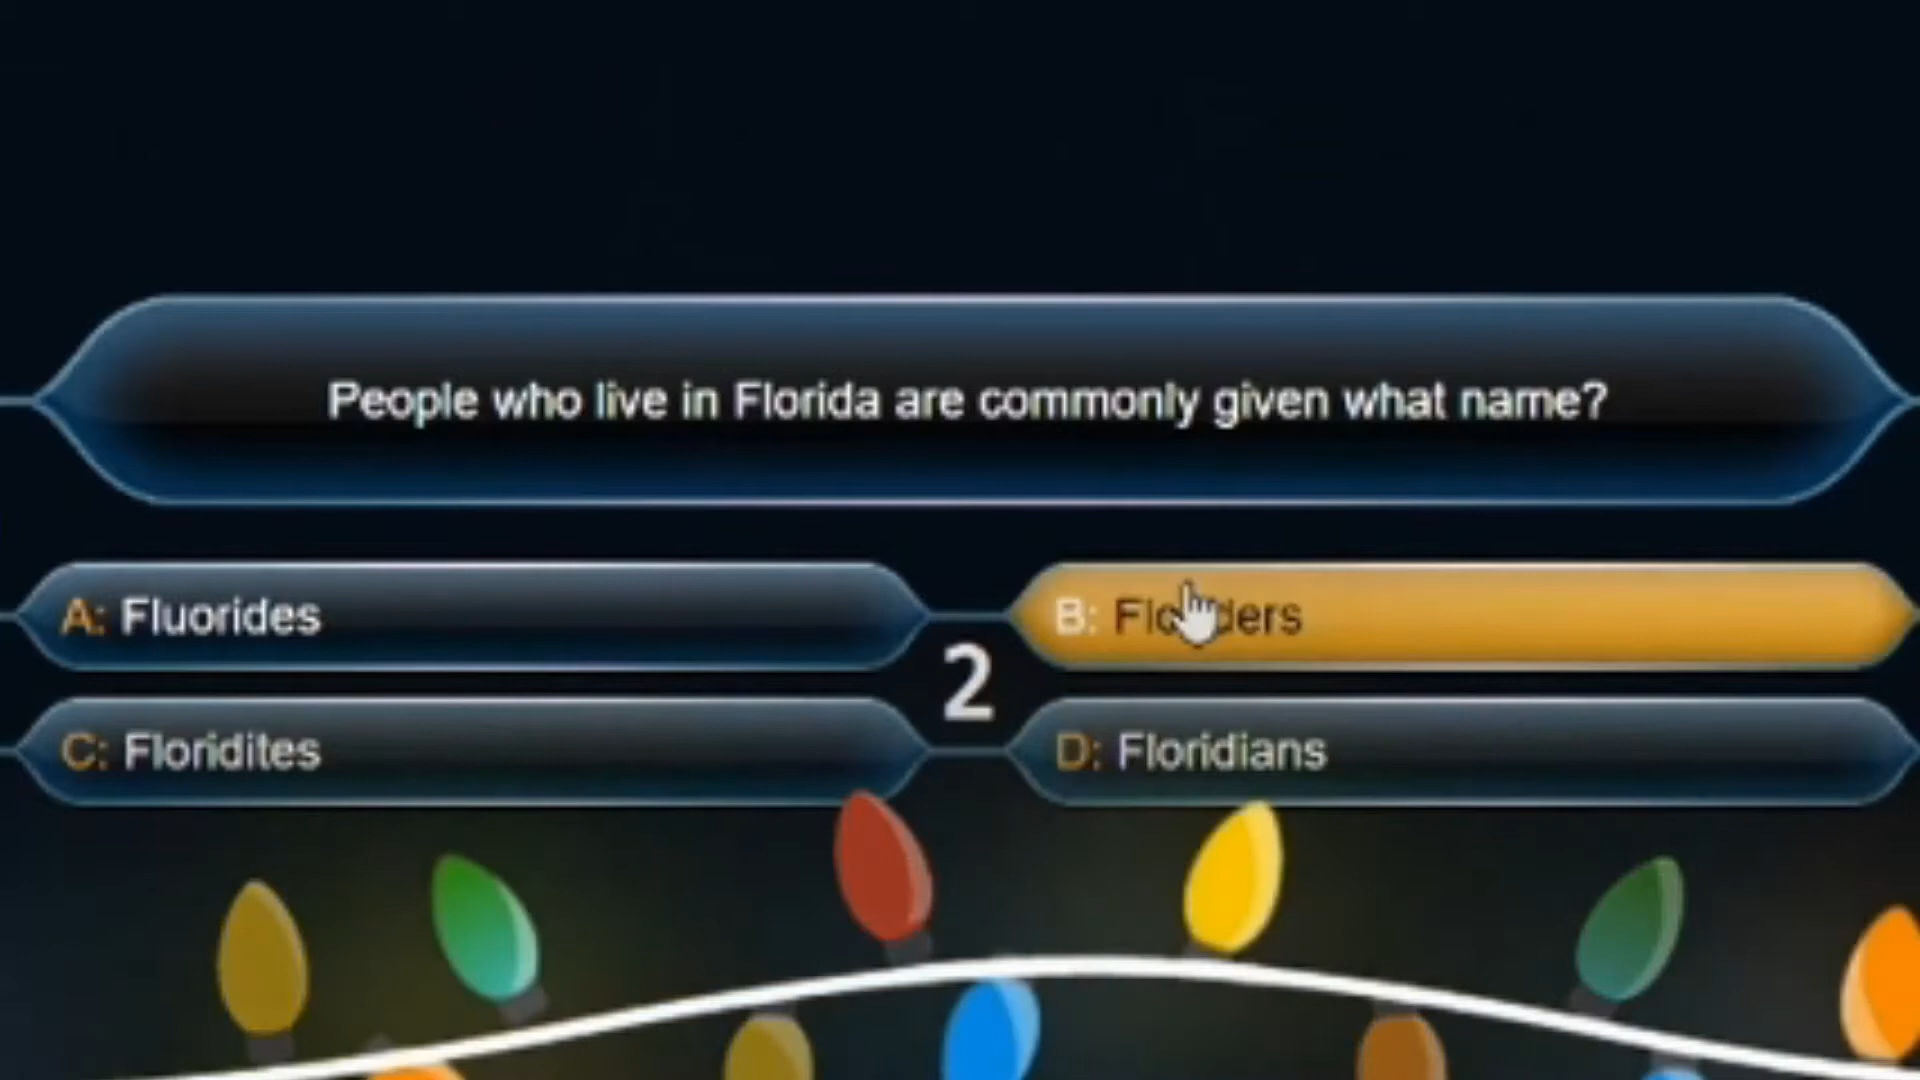 People who live in Florida are commonly given what name?
A: Fluorides
B:
2
C: Floridites
D: Floridians